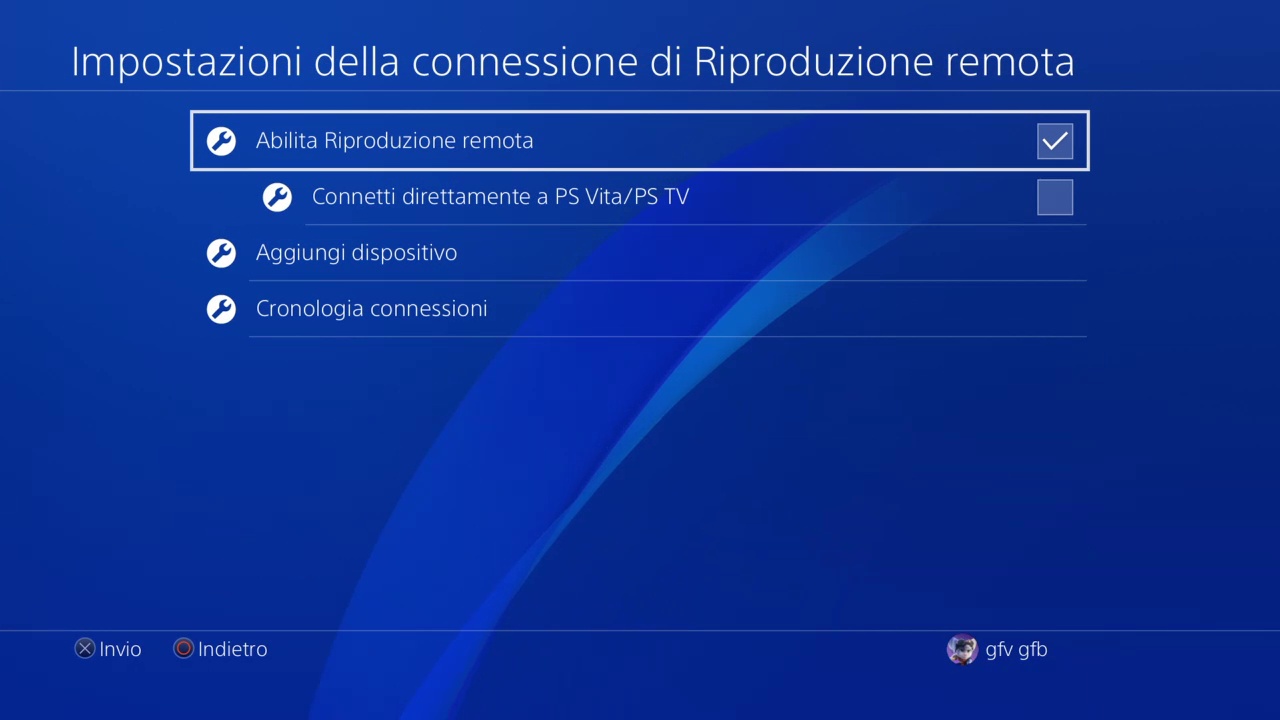 Impostazioni della connessione di Riproduzione remota
Abilita Riproduzione remota
Connetti direttamente a PS Vita/PS TV
Aggiungi dispositivo
Cronologia connessioni
Invio Indietro gfv gfb